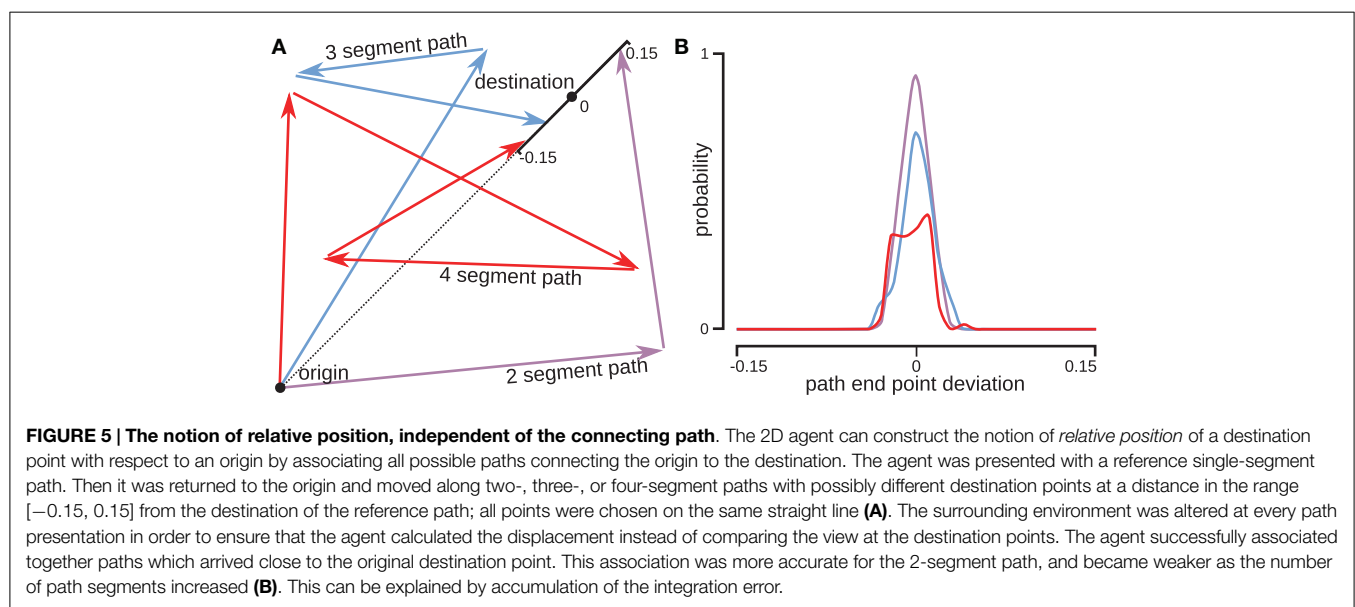 A
3 segment path
0.15
destination
0
-0.15
4 segment path
origin
2 segment path
B
1
probability
0
-0.15
0
0.15
path end point deviation
FIGURE 5 | The notion of relative position, independent of the connecting path. The 2D agent can construct the notion of relative position of a destination
point with respect to an origin by associating all possible paths connecting the origin to the destination. The agent was presented with a reference single-segment
path. Then it was returned to the origin and moved along two-, three-, or four-segment paths with possibly different destination points at a distance in the range
[−0.15, 0.15] from the destination of the reference path; all points were chosen on the same straight line (A). The surrounding environment was altered at every path
presentation in order to ensure that the agent calculated the displacement instead of comparing the view at the destination points. The agent successfully associated
together paths which arrived close to the original destination point. This association was more accurate for the 2-segment path, and became weaker as the number
of path segments increased (B). This can be explained by accumulation of the integration error.